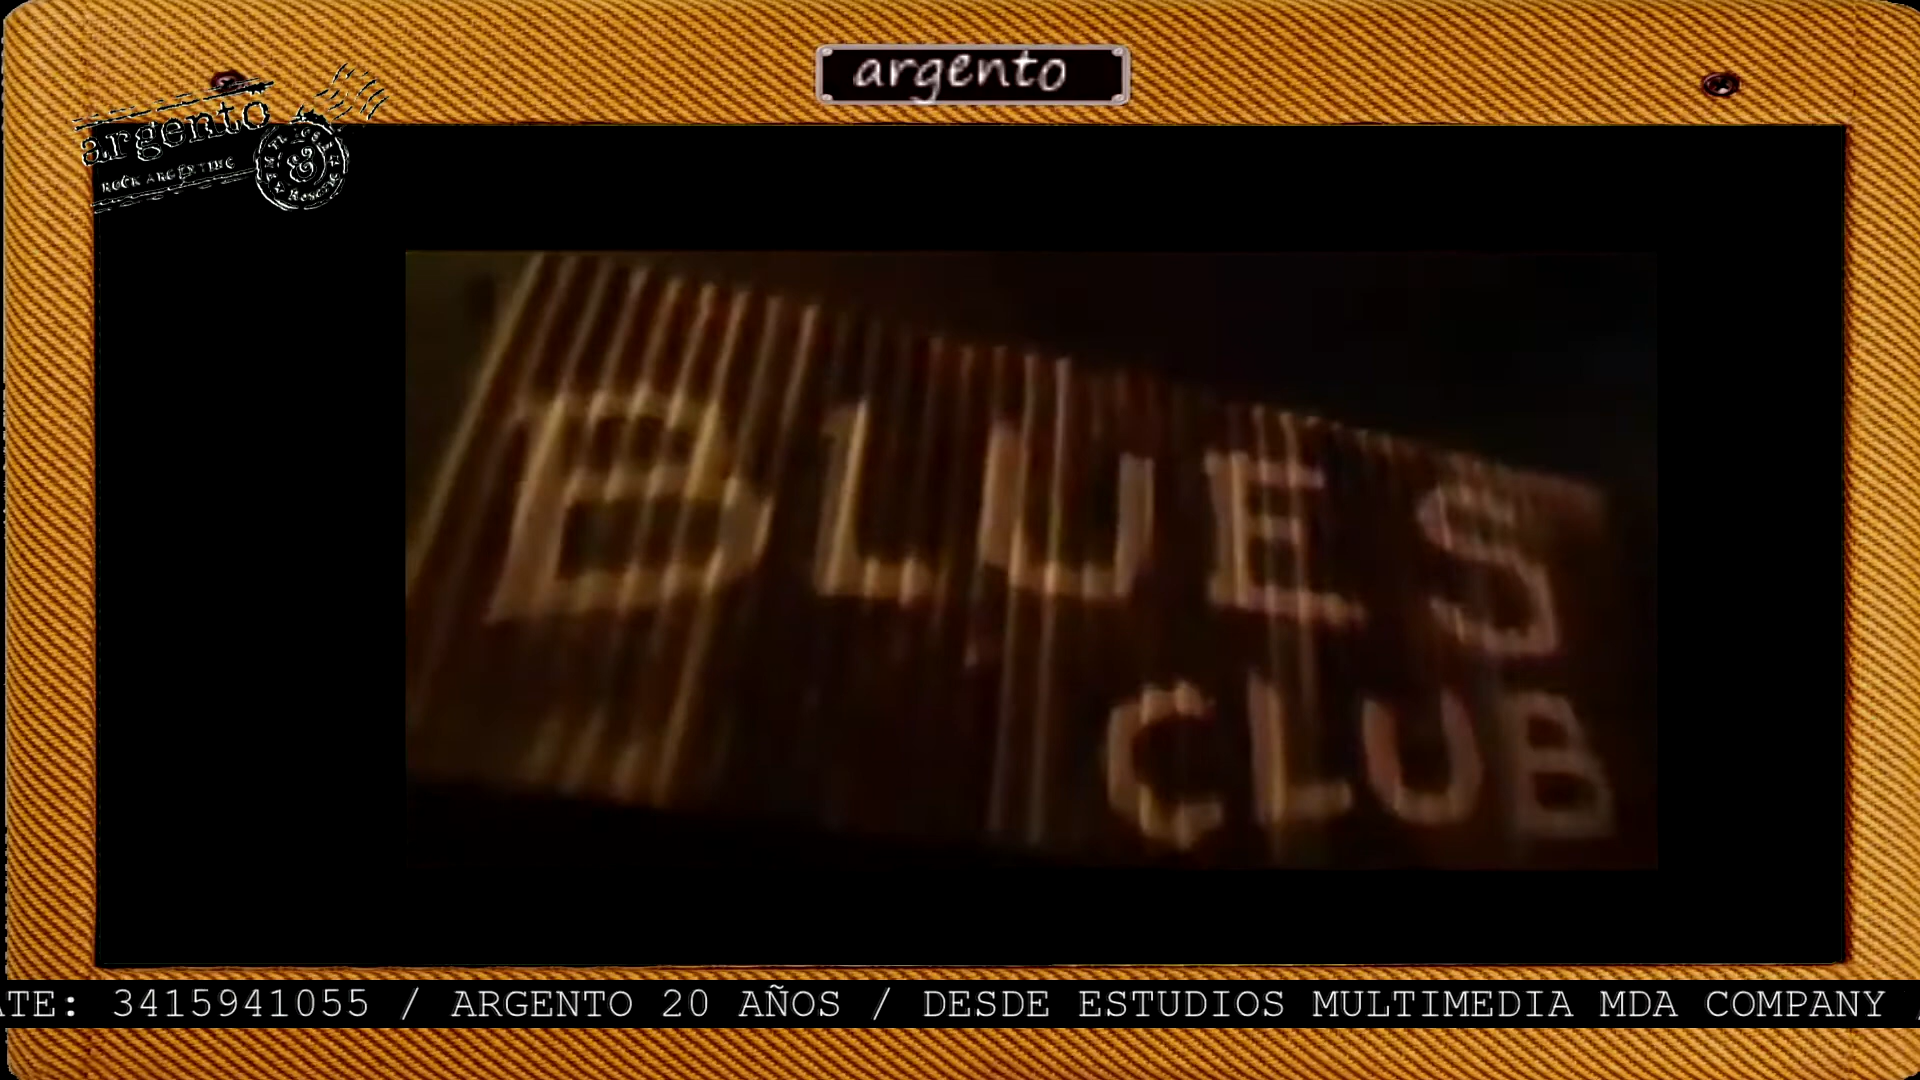 argento
argento
ROCK ARGENTINO
&
BLUES
CLUB
ATE: 3415941055 / ARGENTO 20 AÑOS / DESDE ESTUDIOS MULTIMEDIA MDA COMPANY